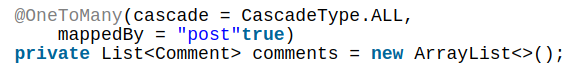 @OneToMany(cascade = CascadeType.ALL,
mappedBy = "post"true)
private List<Comment> comments = new ArrayList<>();